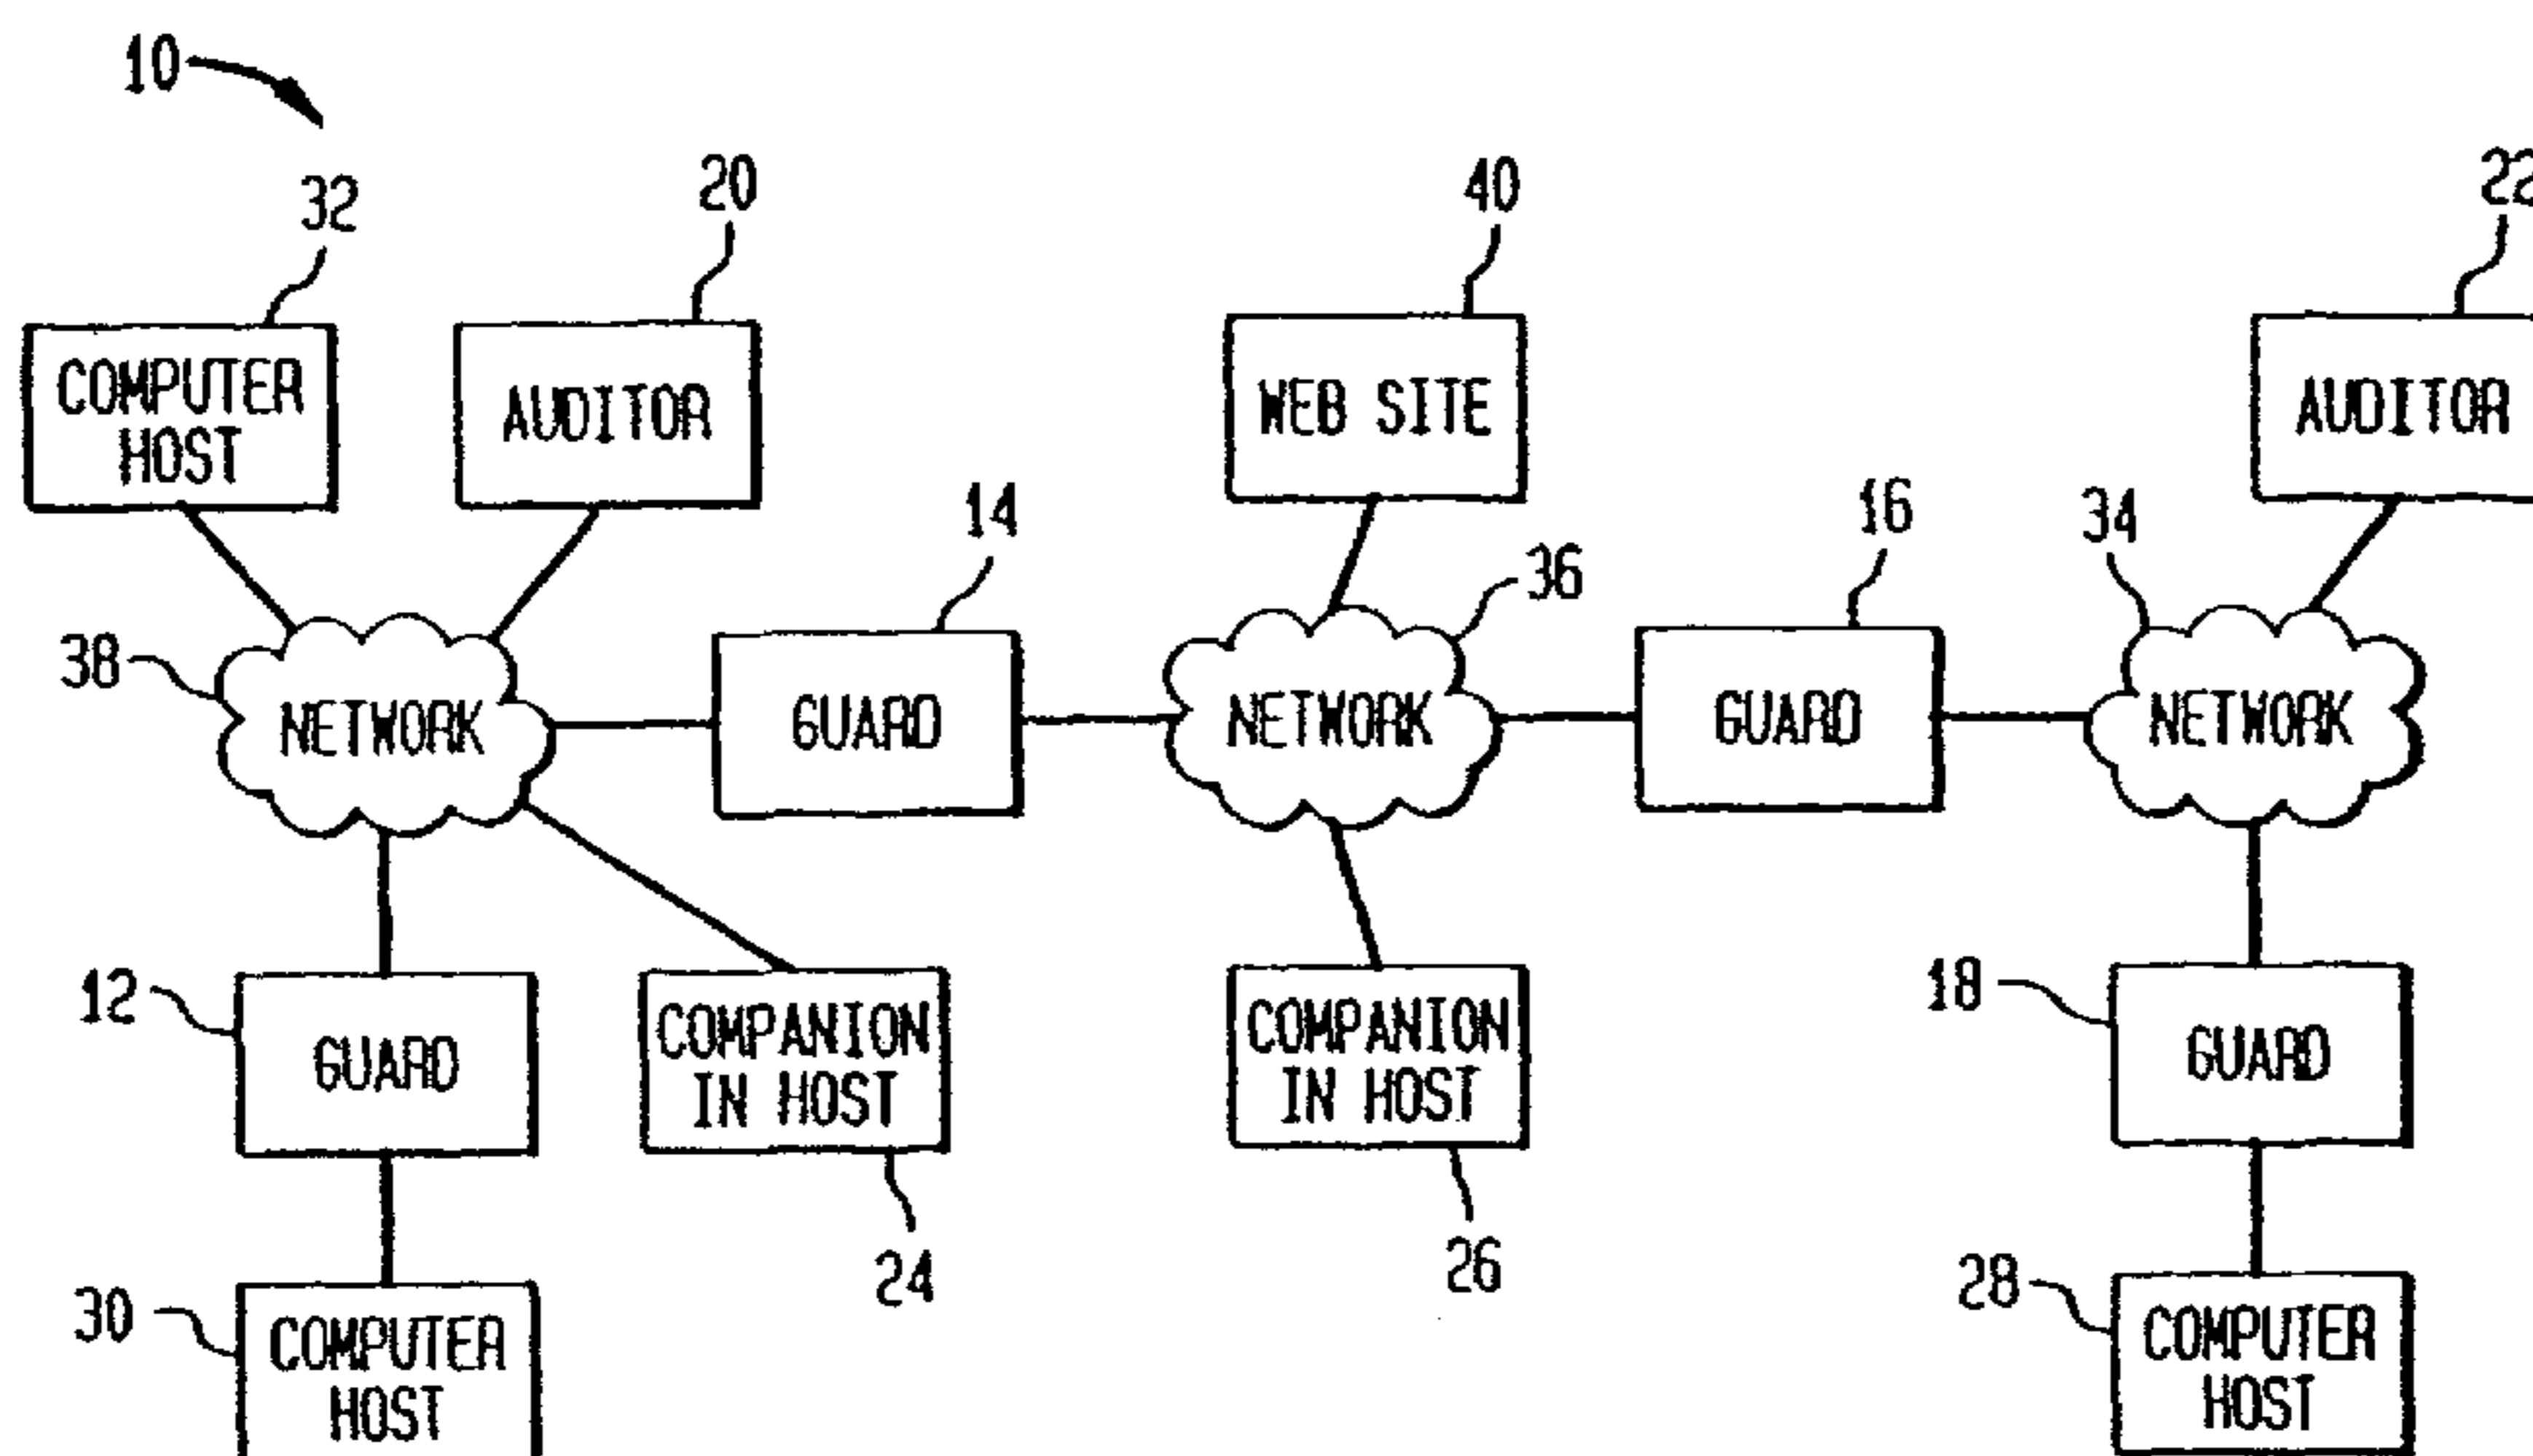 10
32
20
40
22
COMPUTER
HOST
AUDITOR
WEB SITE
AUDITOR
14
36
16
34
38
NETWORK
GUARD
NETWORK
GUARD
NETWORK
12
GUARD
COMPANION
IN HOST
COMPANION
IN HOST
18
GUARD
24
26
30
COMPUTER
HOST
28
COMPUTER
HOST